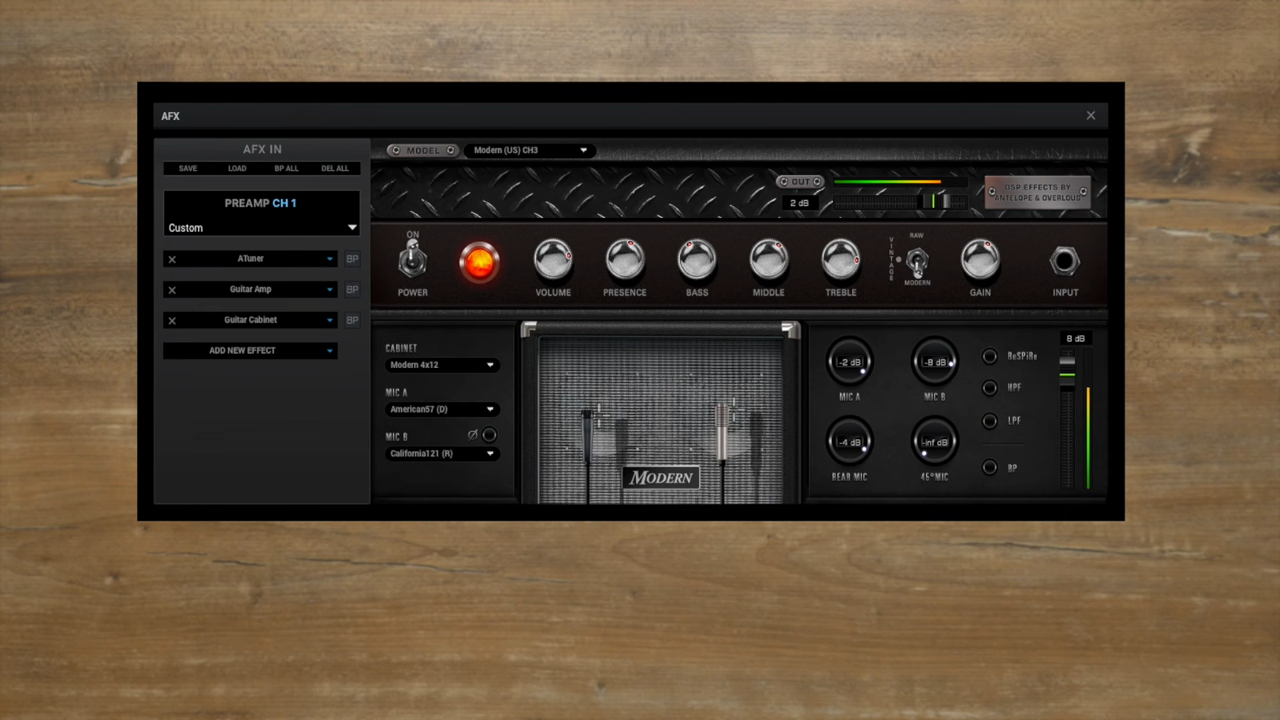 AFX
AFX IN
SAVE LOAD BP ALL DEL ALL
PREAMP CH 1
Custom
ATuner BP
Guitar Amp BP
Guitar Cabinet BP
ADD NEW EFFECT
MODEL Modern (US) CH3
OUT
2 dB
DSP EFFECTS BY
ANTELOPE & OVERLOUD
ON
POWER
VOLUME
PRESENCE
BASS
MIDDLE
TREBLE
VINTAGE
RAW
MODERN
GAIN
INPUT
CABINET
Modern 4x12
MIC A
American57 (D)
MIC B
California121 (R)
MODERN
-2 dB
MIC A
-8 dB
MIC B
-4 dB
REAR MIC
-inf dB
45°MIC
ReSPiRe
HPF
LPF
BP
8 dB